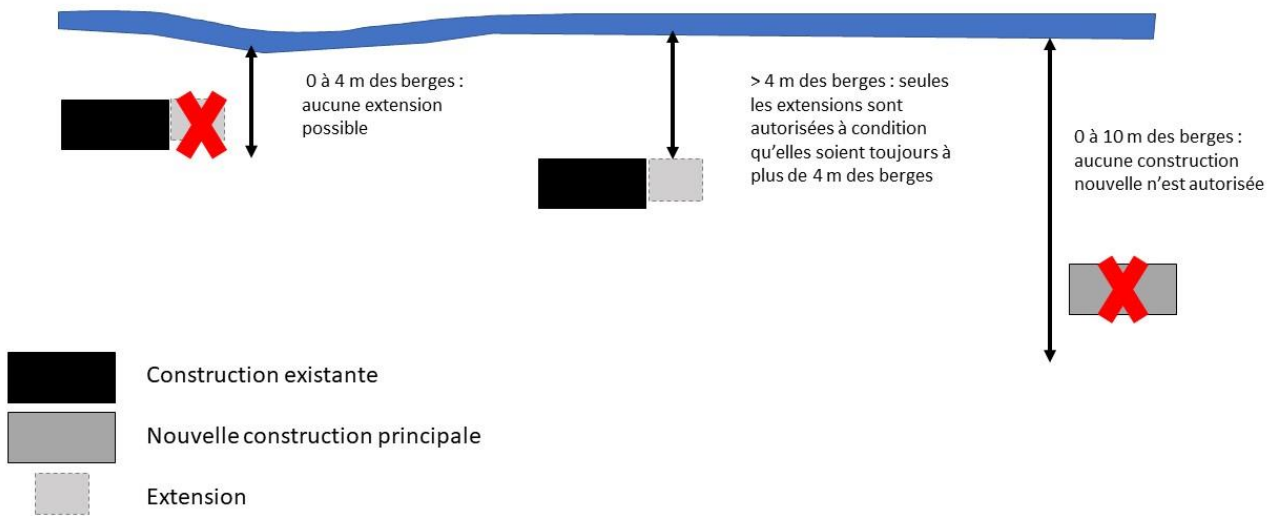 0 à 4 m des berges :
aucune extension
possible
> 4 m des berges : seules
les extensions sont
autorisées à condition
qu’elles soient toujours à
plus de 4 m des berges
0 à 10 m des berges :
aucune construction
nouvelle n’est autorisée
Construction existante
Nouvelle construction principale
Extension